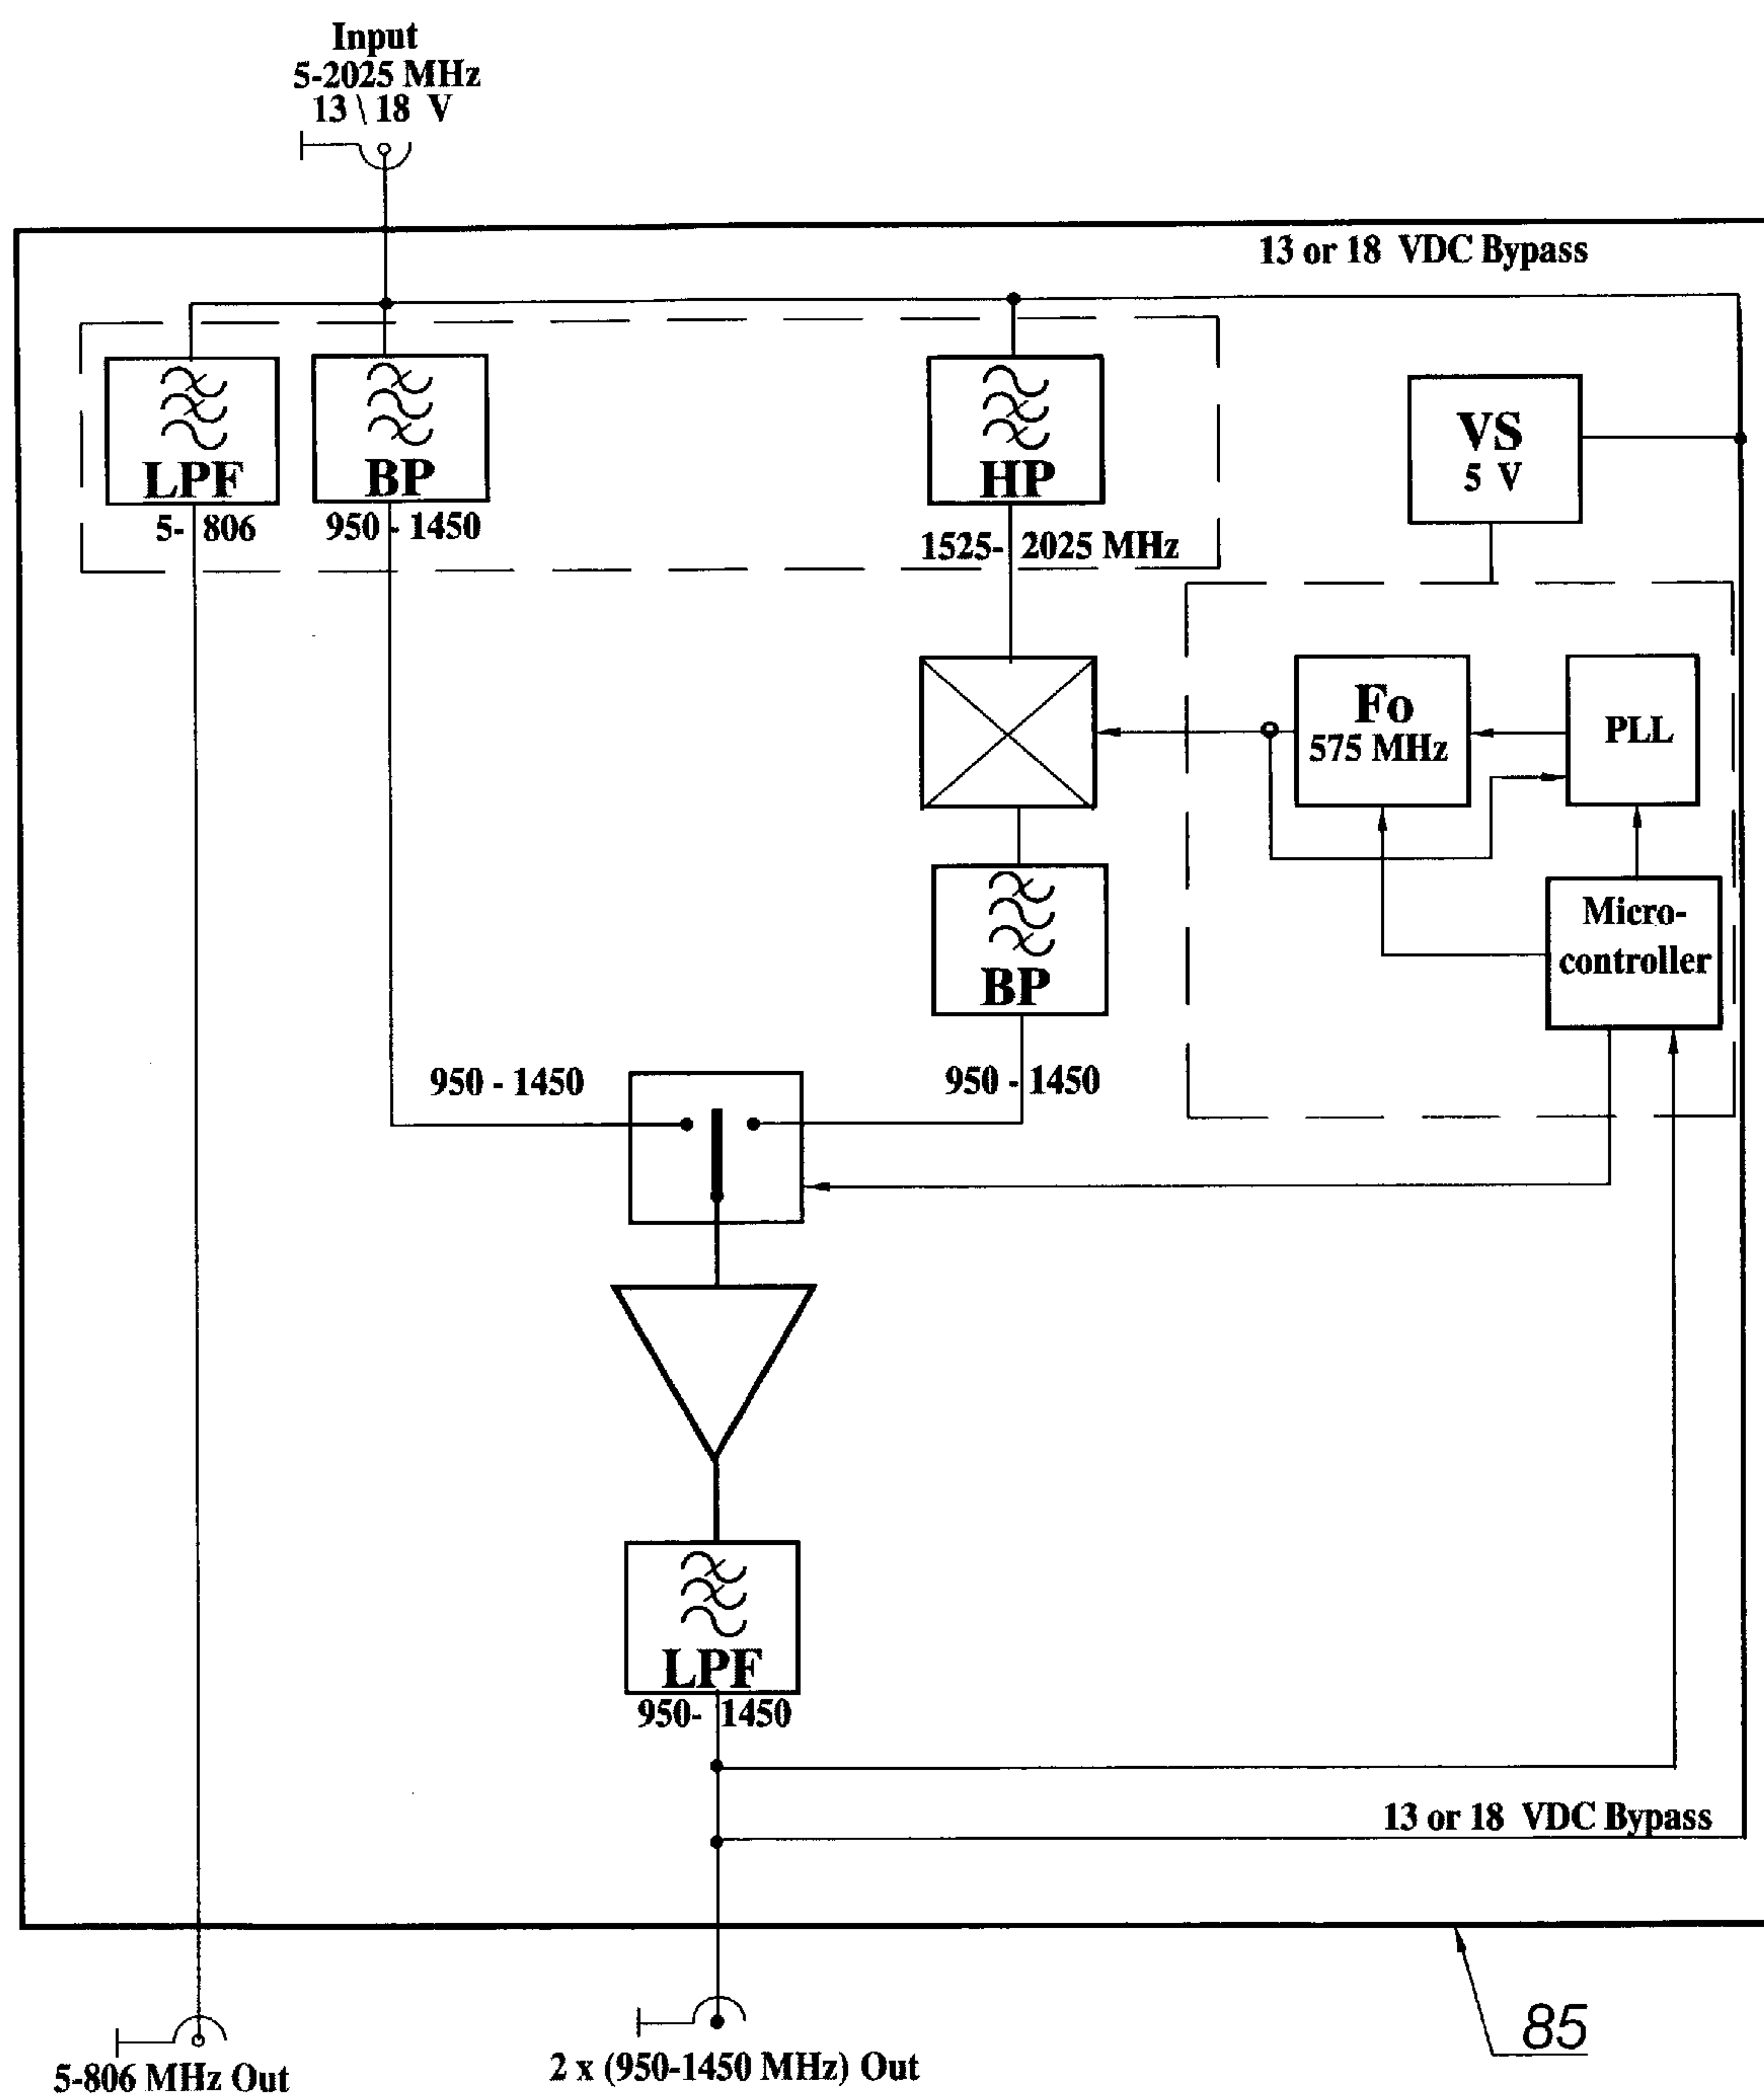 Input
5-2025 MHz
13 \ 18 V
13 or 18 VDC Bypass
LPF
5- 806
BP
950 - 1450
HP
1525- 2025 MHz
VS
5 V
Fo
575 MHz
PLL
Micro-
controller
BP
950 - 1450
950 - 1450
LPF
950- 1450
13 or 18 VDC Bypass
85
5-806 MHz Out
2 x (950-1450 MHz) Out